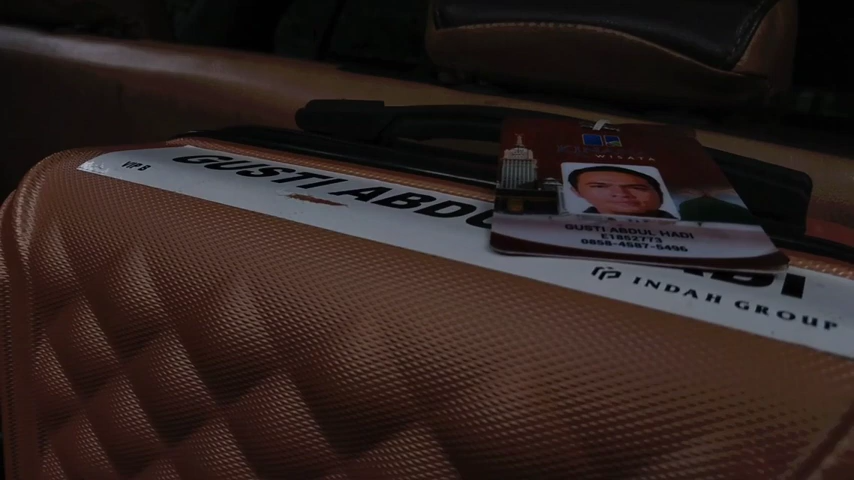 VIP 5
GUSTI ABDU
WISATA
GUSTI ABDUL HADI
E1852773
0858-4587-5496
INDAH GROUP